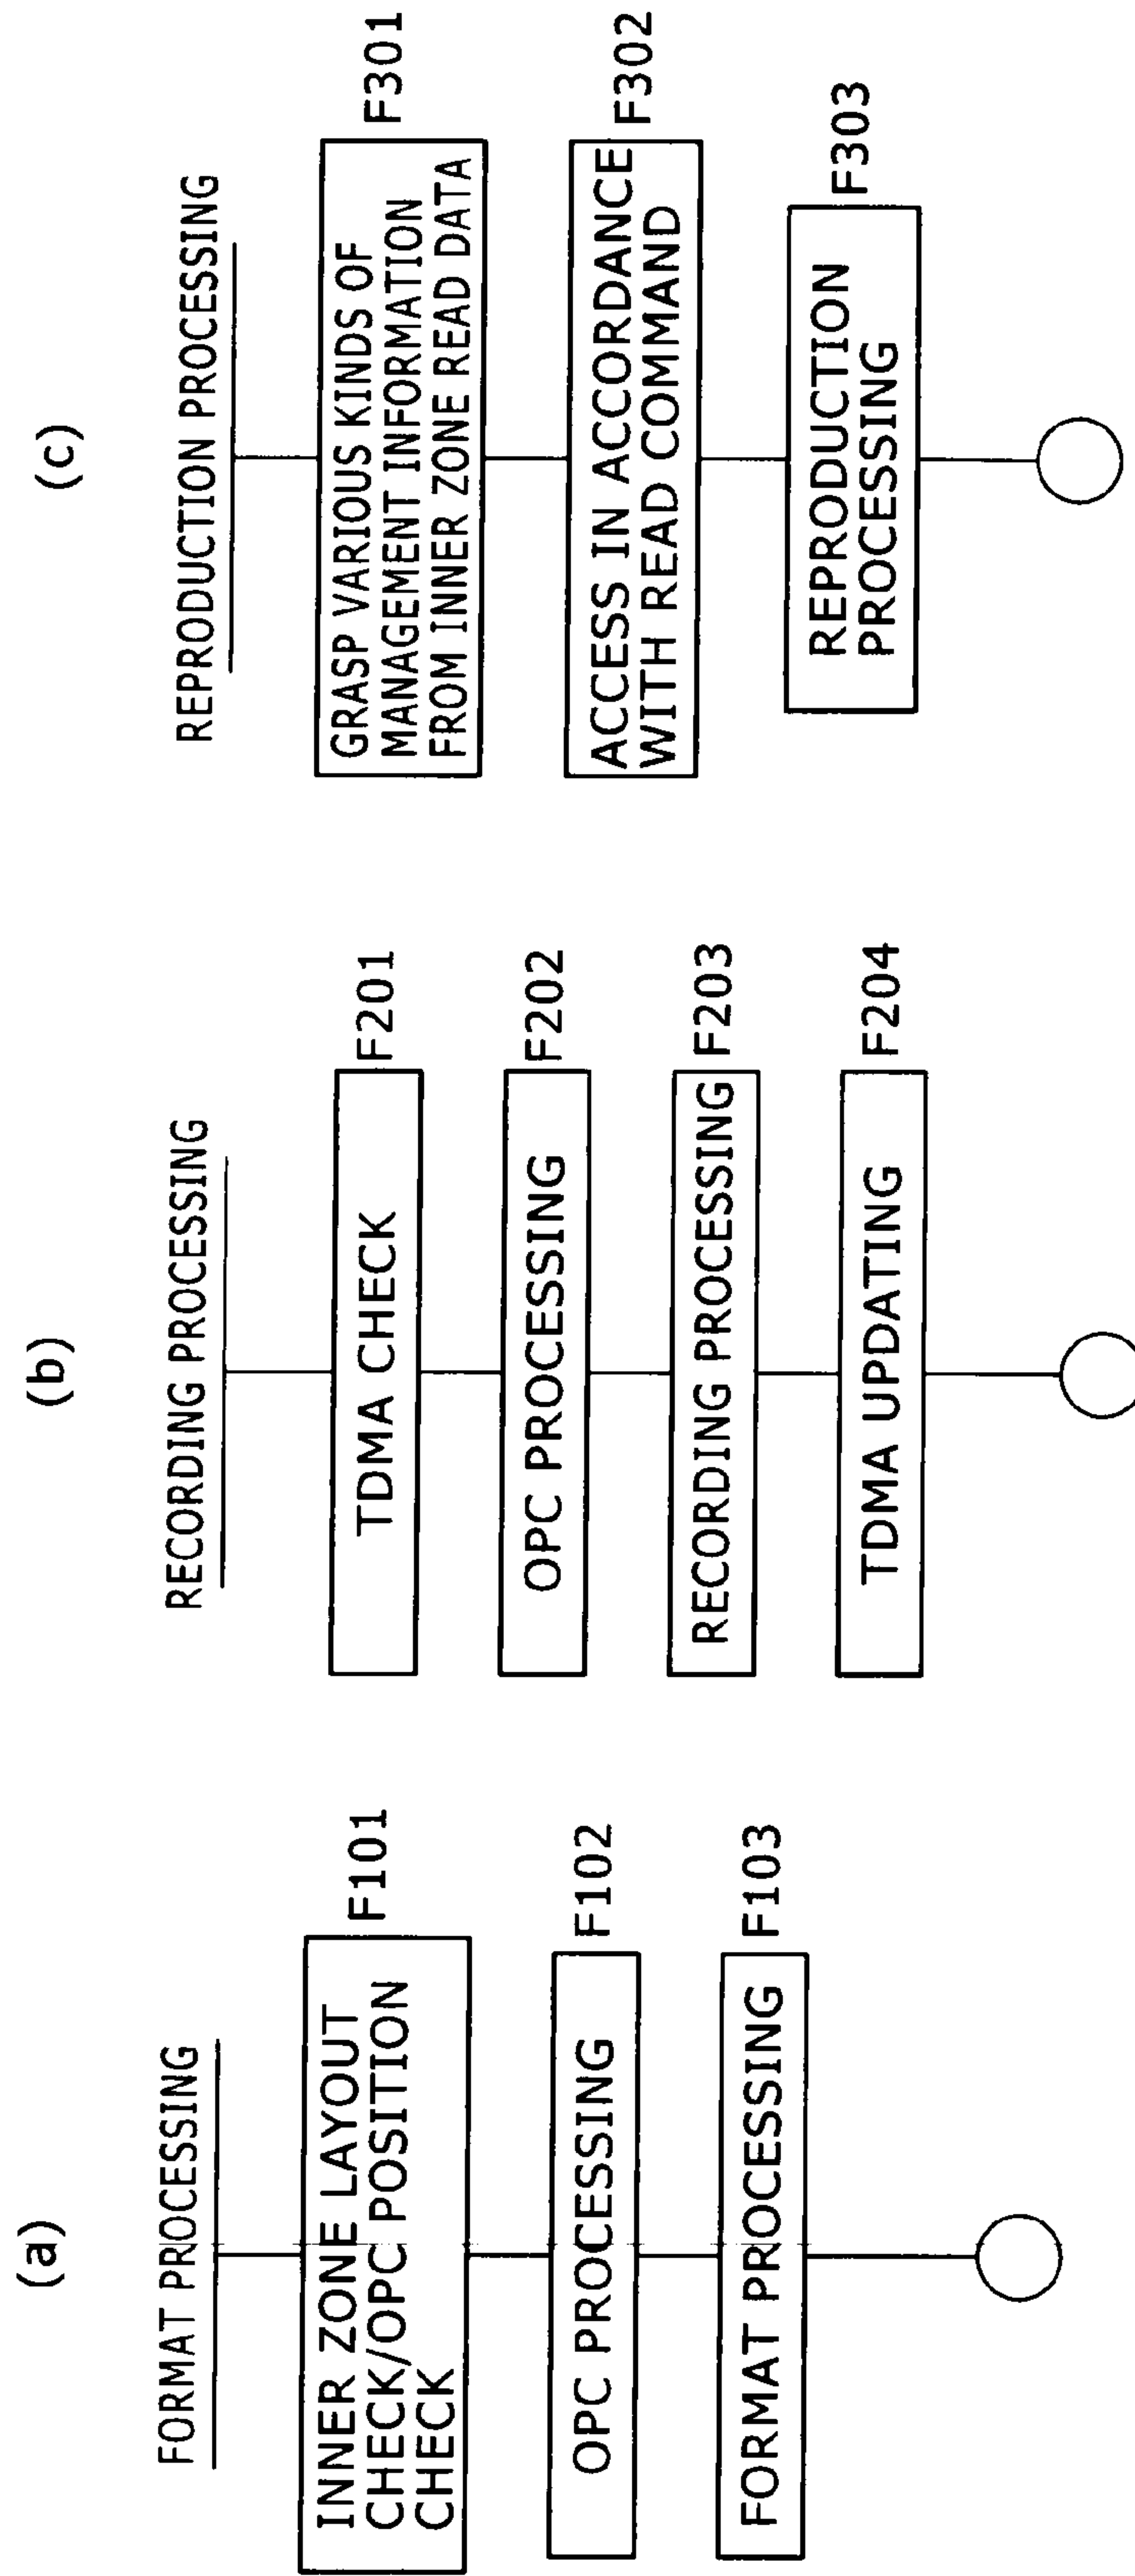 (a)
FORMAT PROCESSING
INNER ZONE LAYOUT
CHECK/OPC POSITION
CHECK
F101
OPC PROCESSING
F102
FORMAT PROCESSING
F103
(b)
RECORDING PROCESSING
TDMA CHECK
F201
OPC PROCESSING
F202
RECORDING PROCESSING
F203
TDMA UPDATING
F204
(c)
REPRODUCTION PROCESSING
GRASP VARIOUS KINDS OF
MANAGEMENT INFORMATION
FROM INNER ZONE READ DATA
F301
ACCESS IN ACCORDANCE
WITH READ COMMAND
F302
REPRODUCTION
PROCESSING
F303